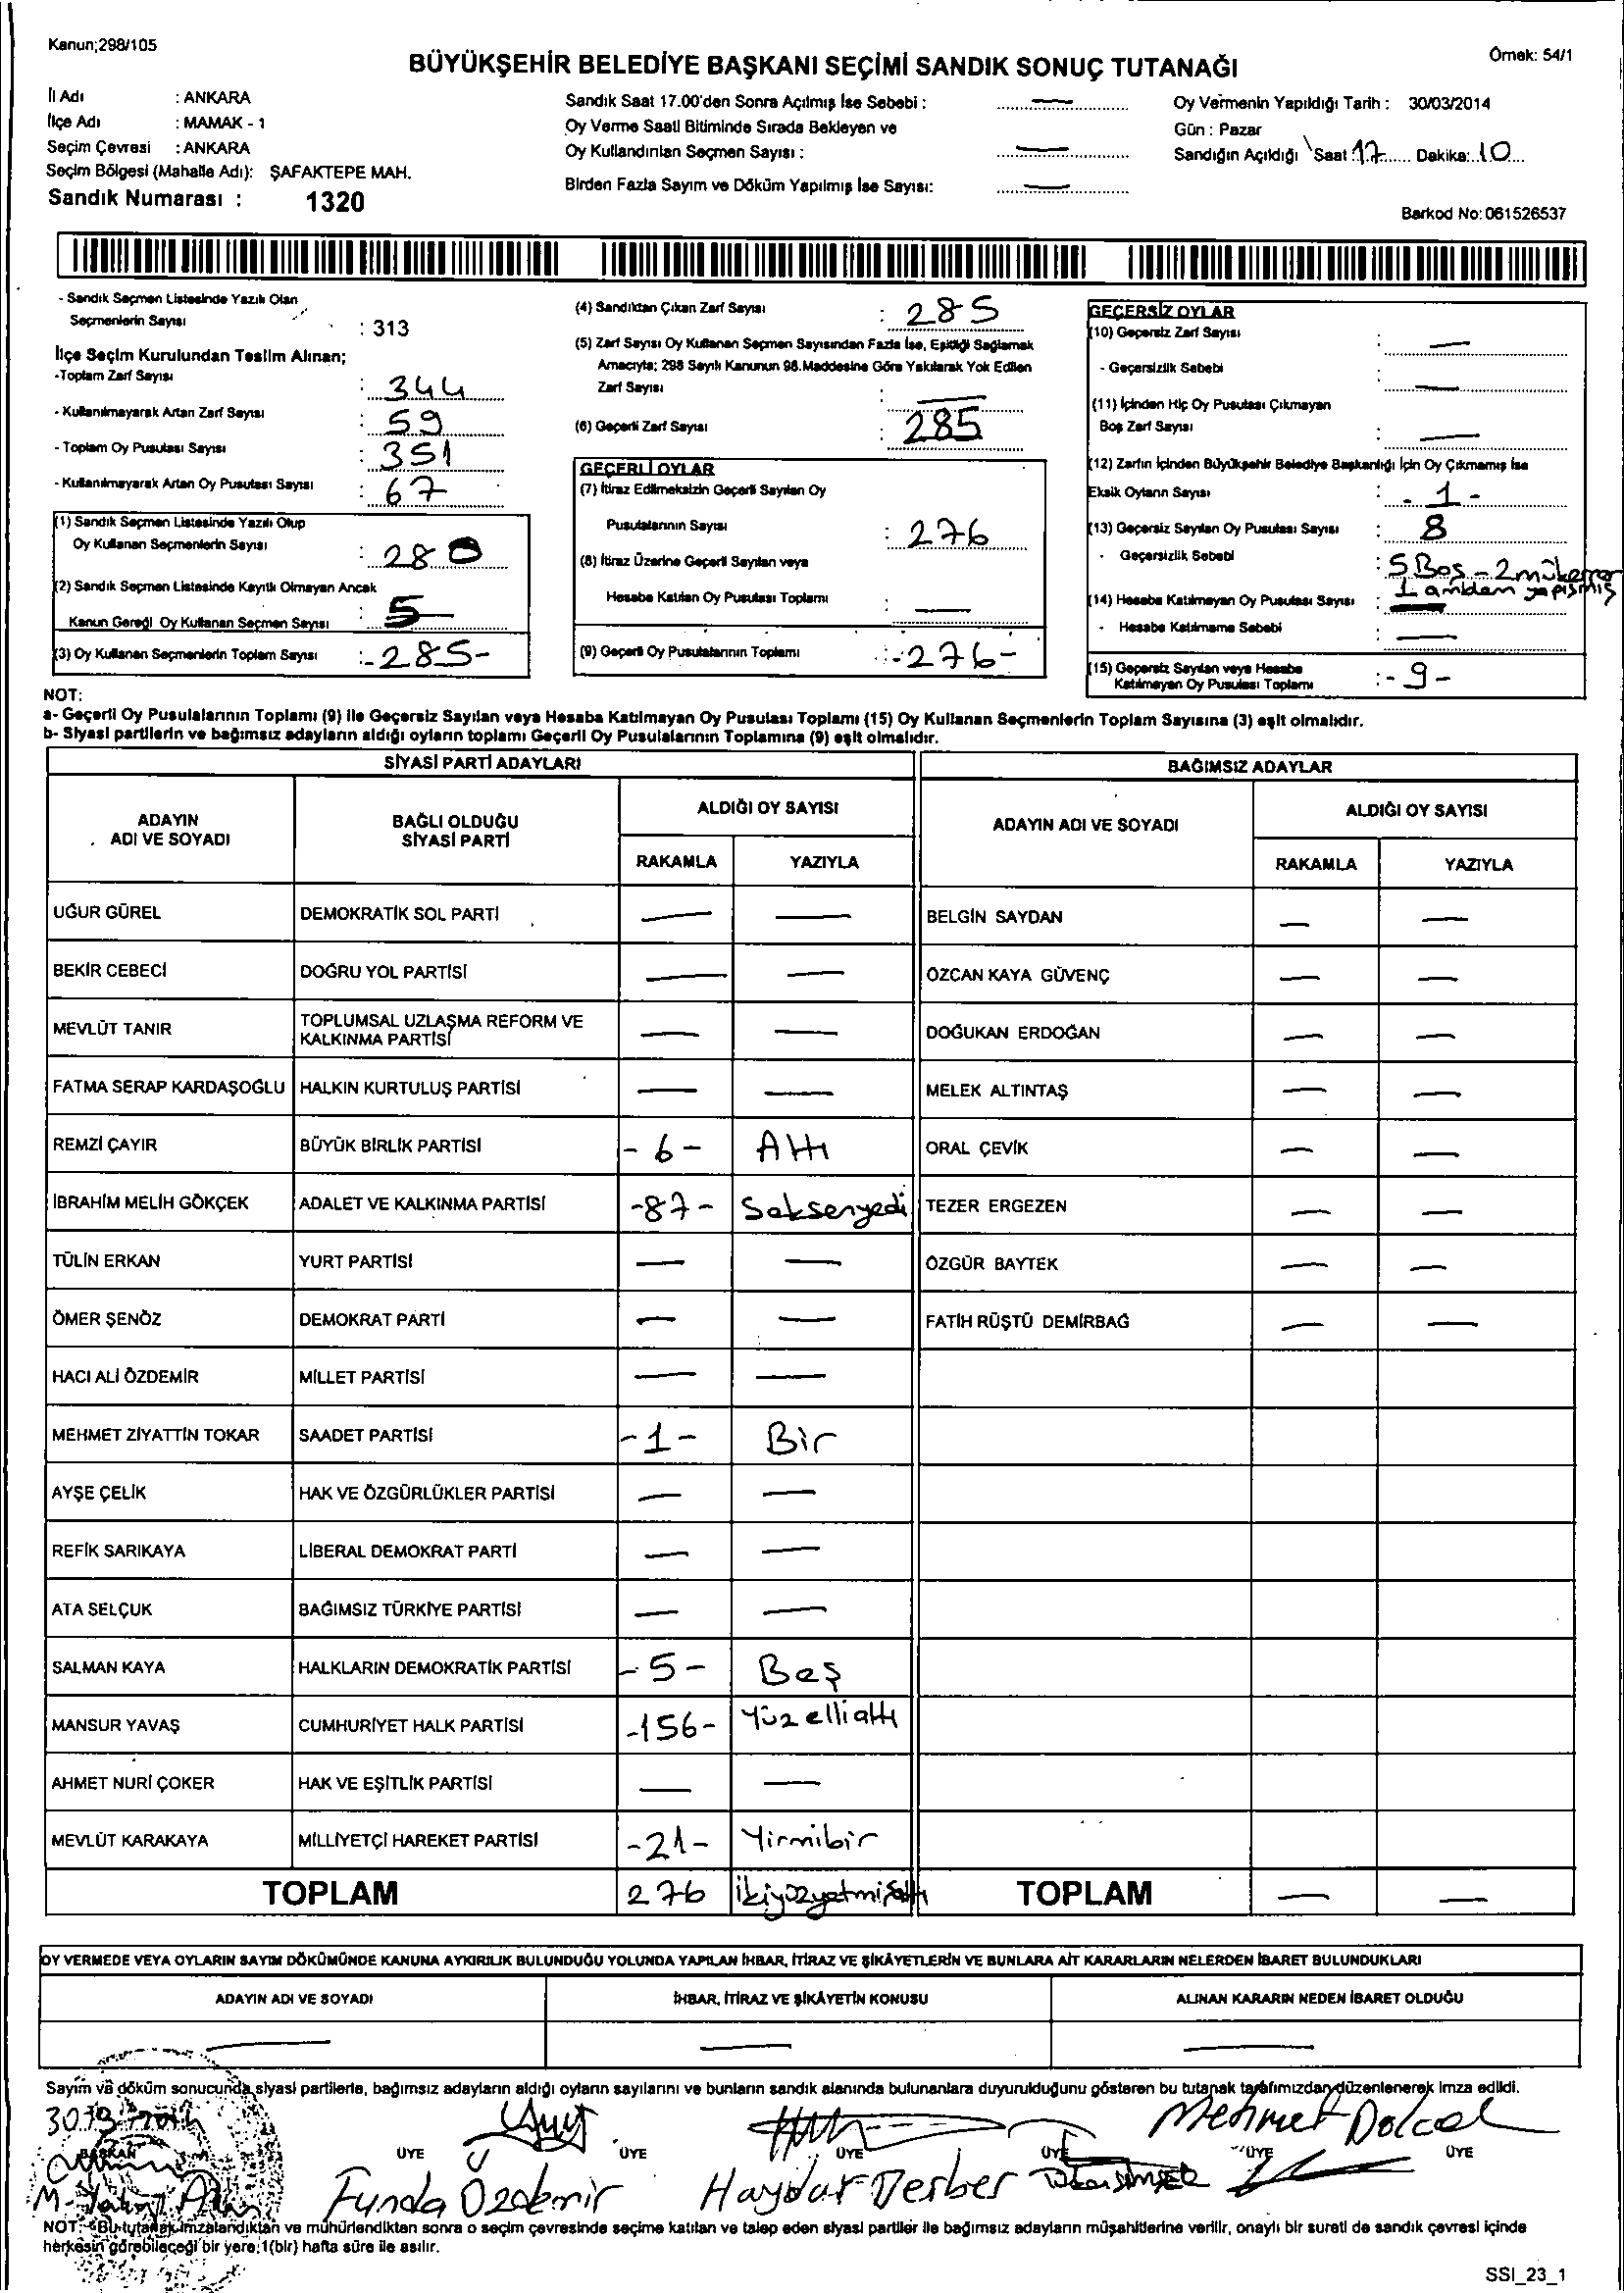 Kanun;298/105
Örnek: 54/1
BÜYÜKŞEHİR BELEDİYE BAŞKANI SEÇİMİ SANDIK SONUÇ TUTANAĞI
İl Adı : ANKARA
İlçe Adı : MAMAK - 1
Seçim Çevresi : ANKARA
Seçim Bölgesi (Mahalle Adı): ŞAFAKTEPE MAH.
Sandık Numarası : 1320
Sandık Saat 17.00'den Sonra Açılmış İse Sebebi : —
Oy Verme Saati Bitiminde Sırada Bekleyen ve
Oy Kullandırılan Seçmen Sayısı : —
Birden Fazla Sayım ve Döküm Yapılmış İse Sayısı: —
Oy Vermenin Yapıldığı Tarih : 30/03/2014
Gün : Pazar
Sandığın Açıldığı Saat : 17 Dakika: 10
Barkod No: 061526537
- Sandık Seçmen Listesinde Yazılı Olan
Seçmenlerin Sayısı : 313
İlçe Seçim Kurulundan Teslim Alınan;
-Toplam Zarf Sayısı : 344
- Kullanılmayarak Artan Zarf Sayısı : 59
- Toplam Oy Pusulası Sayısı : 351
- Kullanılmayarak Artan Oy Pusulası Sayısı : 67
(1) Sandık Seçmen Listesinde Yazılı Olup
Oy Kullanan Seçmenlerin Sayısı : 280
(2) Sandık Seçmen Listesinde Kayıtlı Olmayan Ancak
Kanun Gereği Oy Kullanan Seçmen Sayısı : 5
(3) Oy Kullanan Seçmenlerin Toplam Sayısı : -285-
(4) Sandıktan Çıkan Zarf Sayısı : 285
(5) Zarf Sayısı Oy Kullanan Seçmen Sayısından Fazla İse, Eşitliği Sağlamak
Amacıyla; 298 Sayılı Kanunun 98.Maddesine Göre Yakılarak Yok Edilen
Zarf Sayısı : —
(6) Geçerli Zarf Sayısı : 285
GEÇERLİ OYLAR
(7) İtiraz Edilmeksizin Geçerli Sayılan Oy
Pusulalarının Sayısı : 276
(8) İtiraz Üzerine Geçerli Sayılan veya
Hesaba Katılan Oy Pusulası Toplamı : —
(9) Geçerli Oy Pusulalarının Toplamı : -276-
GEÇERSİZ OYLAR
(10) Geçersiz Zarf Sayısı : —
- Geçersizlik Sebebi : —
(11) İçinden Hiç Oy Pusulası Çıkmayan
Boş Zarf Sayısı : —
(12) Zarfın İçinden Büyükşehir Belediye Başkanlığı İçin Oy Çıkmamış İse
Eksik Oyların Sayısı : - 1 -
(13) Geçersiz Sayılan Oy Pusulası Sayısı : 8
- Geçersizlik Sebebi : 5 Boş - 2 mükerrer
1 yapışmış
(14) Hesaba Katılmayan Oy Pusulası Sayısı : —
- Hesaba Katılmama Sebebi : —
(15) Geçersiz Sayılan veya Hesaba
Katılmayan Oy Pusulası Toplamı : - 9 -
NOT:
a- Geçerli Oy Pusulalarının Toplamı (9) ile Geçersiz Sayılan veya Hesaba Katılmayan Oy Pusulası Toplamı (15) Oy Kullanan Seçmenlerin Toplam Sayısına (3) eşit olmalıdır.
b- Siyasi partilerin ve bağımsız adayların aldığı oyların toplamı Geçerli Oy Pusulalarının Toplamına (9) eşit olmalıdır.
SİYASİ PARTİ ADAYLARI
ADAYIN ADI VE SOYADI BAĞLI OLDUĞU SİYASİ PARTİ ALDIĞI OY SAYISI RAKAMLA YAZIYLA
UĞUR GÜREL DEMOKRATİK SOL PARTİ — —
BEKİR CEBECİ DOĞRU YOL PARTİSİ — —
MEVLÜT TANIR TOPLUMSAL UZLAŞMA REFORM VE KALKINMA PARTİSİ — —
FATMA SERAP KARDAŞOĞLU HALKIN KURTULUŞ PARTİSİ — —
REMZİ ÇAYIR BÜYÜK BİRLİK PARTİSİ - 6 - Altı
İBRAHİM MELİH GÖKÇEK ADALET VE KALKINMA PARTİSİ -87- Seksenyedi
TÜLİN ERKAN YURT PARTİSİ — —
ÖMER ŞENÖZ DEMOKRAT PARTİ — —
HACI ALİ ÖZDEMİR MİLLET PARTİSİ — —
MEHMET ZİYATTİN TOKAR SAADET PARTİSİ -1- Bir
AYŞE ÇELİK HAK VE ÖZGÜRLÜKLER PARTİSİ — —
REFİK SARIKAYA LİBERAL DEMOKRAT PARTİ — —
ATA SELÇUK BAĞIMSIZ TÜRKİYE PARTİSİ — —
SALMAN KAYA HALKLARIN DEMOKRATİK PARTİSİ -5- Beş
MANSUR YAVAŞ CUMHURİYET HALK PARTİSİ -156- Yüzellialtı
AHMET NURİ ÇOKER HAK VE EŞİTLİK PARTİSİ — —
MEVLÜT KARAKAYA MİLLİYETÇİ HAREKET PARTİSİ -21- Yirmibir
TOPLAM 276 ikiyüzyetmişaltı
BAĞIMSIZ ADAYLAR
ADAYIN ADI VE SOYADI ALDIĞI OY SAYISI RAKAMLA YAZIYLA
BELGİN SAYDAN — —
ÖZCAN KAYA GÜVENÇ — —
DOĞUKAN ERDOĞAN — —
MELEK ALTINTAŞ — —
ORAL ÇEVİK — —
TEZER ERGEZEN — —
ÖZGÜR BAYTEK — —
FATİH RÜŞTÜ DEMİRBAĞ — —
TOPLAM — —
OY VERMEDE VEYA OYLARIN SAYIM DÖKÜMÜNDE KANUNA AYKIRILIK BULUNDUĞU YOLUNDA YAPILAN İHBAR, İTİRAZ VE ŞİKÂYETLERİN VE BUNLARA AİT KARARLARIN NELERDEN İBARET BULUNDUKLARI
ADAYIN ADI VE SOYADI İHBAR, İTİRAZ VE ŞİKÂYETİN KONUSU ALINAN KARARIN NEDEN İBARET OLDUĞU
— — —
Sayım ve döküm sonucunda siyasi partilerle, bağımsız adayların aldığı oyların sayılarını ve bunların sandık alanında bulunanlara duyurulduğunu gösteren bu tutanak tarafımızdan düzenlenerek imza edildi.
Mehmet
BAŞKAN ÜYE ÜYE ÜYE ÜYE ÜYE ÜYE
Funda Özdemir Haydar
NOT: Bu tutanak imzalandıktan ve mühürlendikten sonra o seçim çevresinde seçime katılan ve talep eden siyasi partiler ile bağımsız adayların müşahitlerine verilir, onaylı bir sureti de sandık çevresi içinde
herkesin görebileceği bir yere 1(bir) hafta süre ile asılır.
SSI_23_1